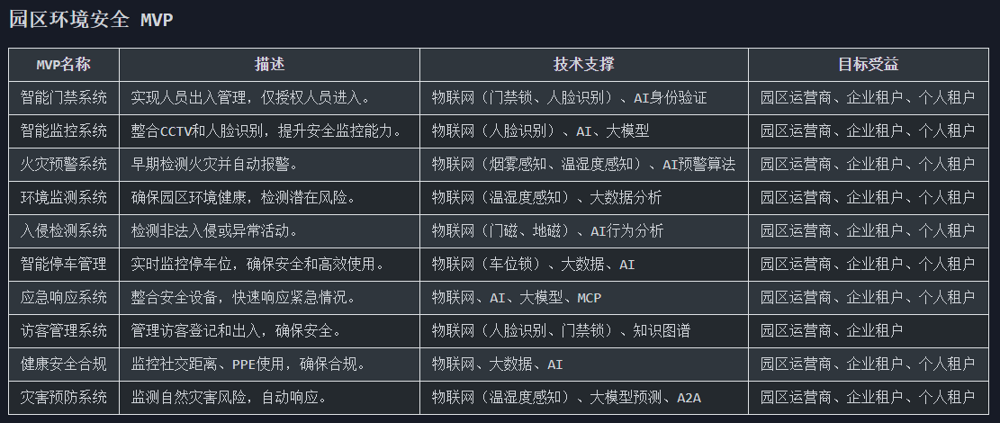 园区环境安全 MVP
MVP名称 描述 技术支撑 目标受益
智能门禁系统 实现人员出入管理，仅授权人员进入。 物联网（门禁锁、人脸识别）、AI身份验证 园区运营商、企业租户、个人租户
智能监控系统 整合CCTV和人脸识别，提升安全监控能力。 物联网（人脸识别）、AI、大模型 园区运营商、企业租户、个人租户
火灾预警系统 早期检测火灾并自动报警。 物联网（烟雾感知、温湿度感知）、AI预警算法 园区运营商、企业租户、个人租户
环境监测系统 确保园区环境健康，检测潜在风险。 物联网（温湿度感知）、大数据分析 园区运营商、企业租户、个人租户
入侵检测系统 检测非法入侵或异常活动。 物联网（门磁、地磁）、AI行为分析 园区运营商、企业租户、个人租户
智能停车管理 实时监控停车位，确保安全和高效使用。 物联网（车位锁）、大数据、AI 园区运营商、企业租户、个人租户
应急响应系统 整合安全设备，快速响应紧急情况。 物联网、AI、大模型、MCP 园区运营商、企业租户、个人租户
访客管理系统 管理访客登记和出入，确保安全。 物联网（人脸识别、门禁锁）、知识图谱 园区运营商、企业租户
健康安全合规 监控社交距离、PPE使用，确保合规。 物联网、大数据、AI 园区运营商、企业租户、个人租户
灾害预防系统 监测自然灾害风险，自动响应。 物联网（温湿度感知）、大模型预测、A2A 园区运营商、企业租户、个人租户